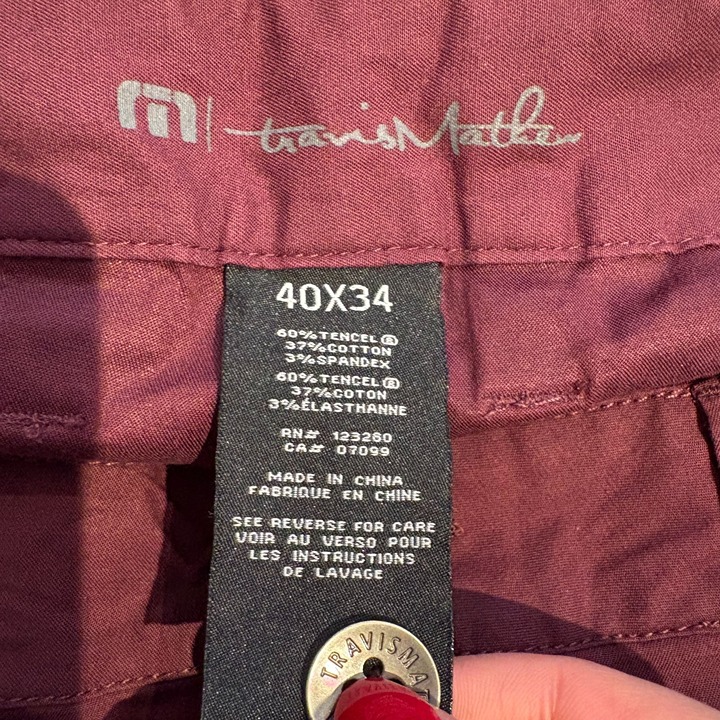 travisMathew
40X34
60%TENCEL®
37%COTTON
3%SPANDEX
60%TENCEL®
37%COTON
3%ÉLASTHANNE
RN# 123260
CA# 07099
MADE IN CHINA
FABRIQUE EN CHINE
SEE REVERSE FOR CARE
VOIR AU VERSO POUR
LES INSTRUCTIONS
DE LAVAGE
TRAVISMAT